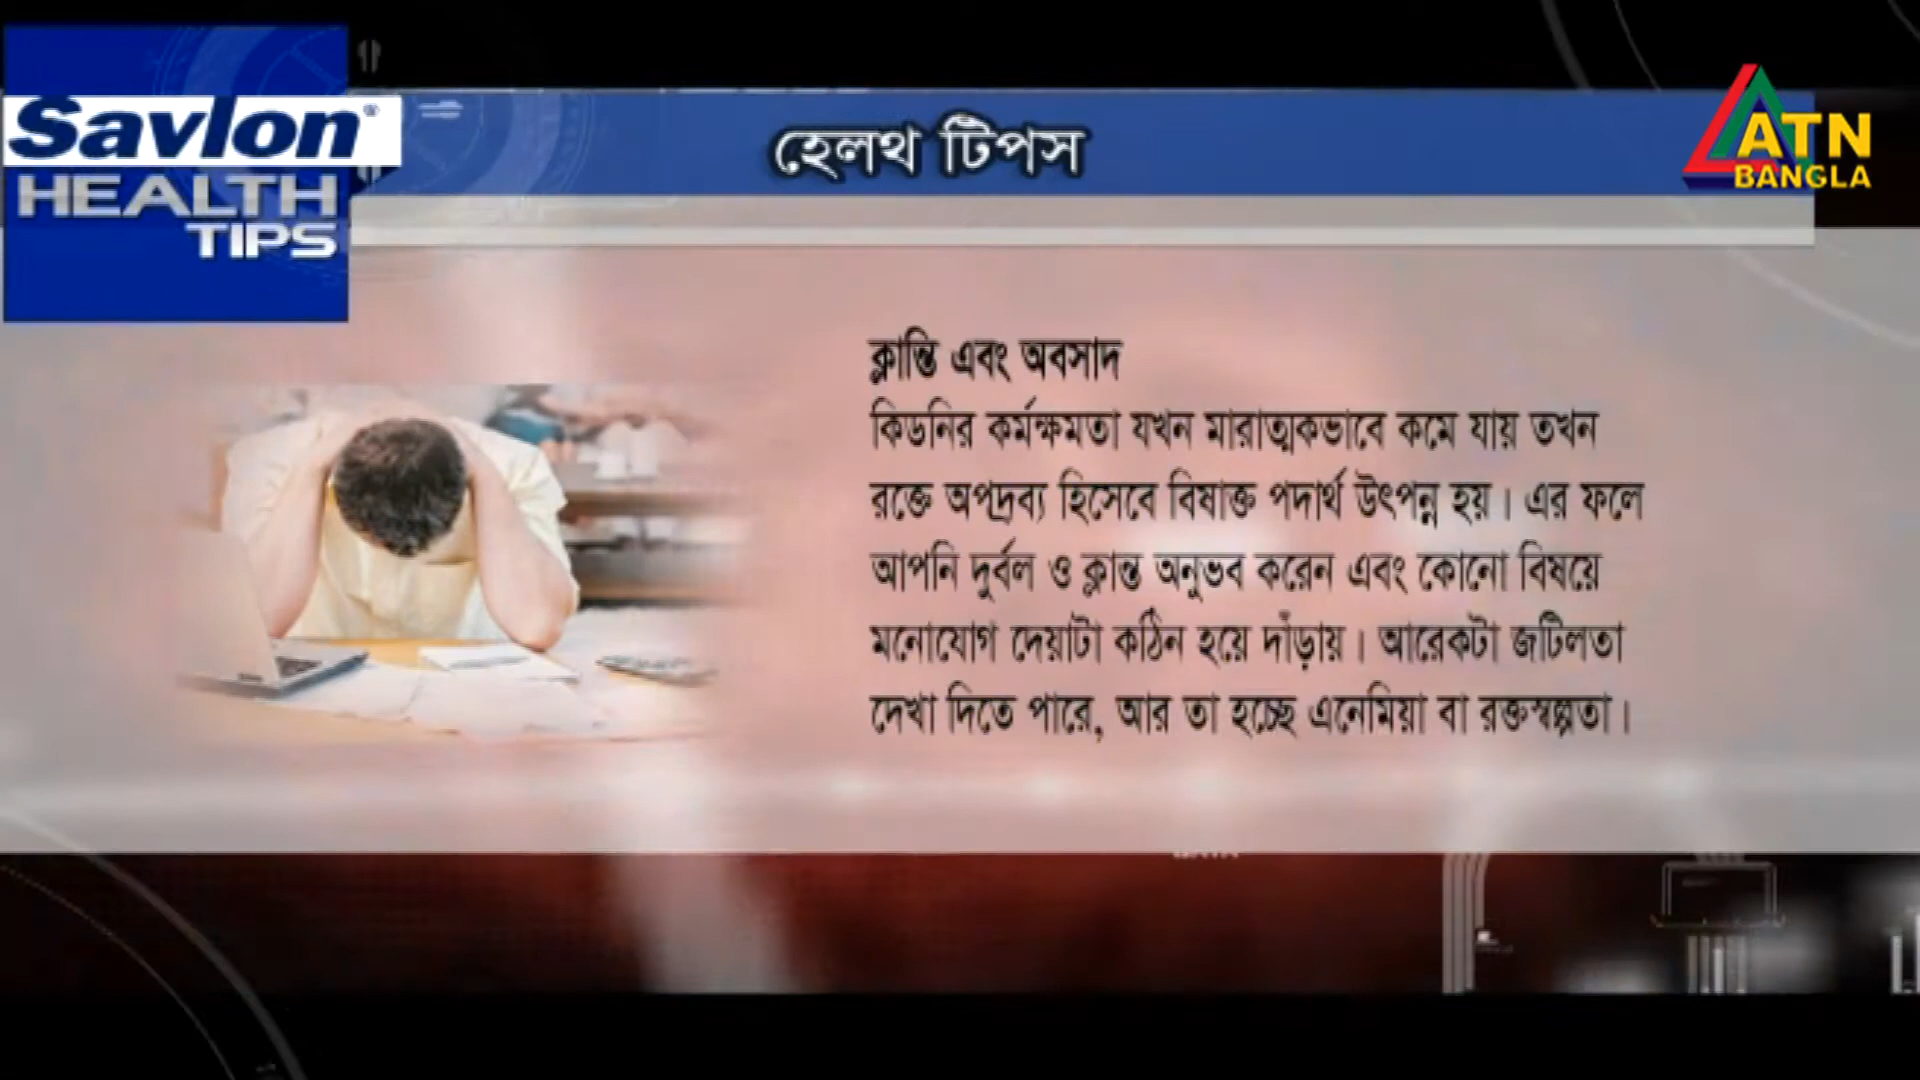 Savlon®
HEALTH
TIPS
হেলথ টিপস
ATN
BANGLA
ক্লান্তি এবং অবসাদ
কিডনির কর্মক্ষমতা যখন মারাত্মকভাবে কমে যায় তখন
রক্তে অপদ্রব্য হিসেবে বিষাক্ত পদার্থ উৎপন্ন হয়। এর ফলে
আপনি দুর্বল ও ক্লান্ত অনুভব করেন এবং কোনো বিষয়ে
মনোযোগ দেয়াটা কঠিন হয়ে দাঁড়ায়। আরেকটা জটিলতা
দেখা দিতে পারে, আর তা হচ্ছে এনেমিয়া বা রক্তস্বল্পতা।